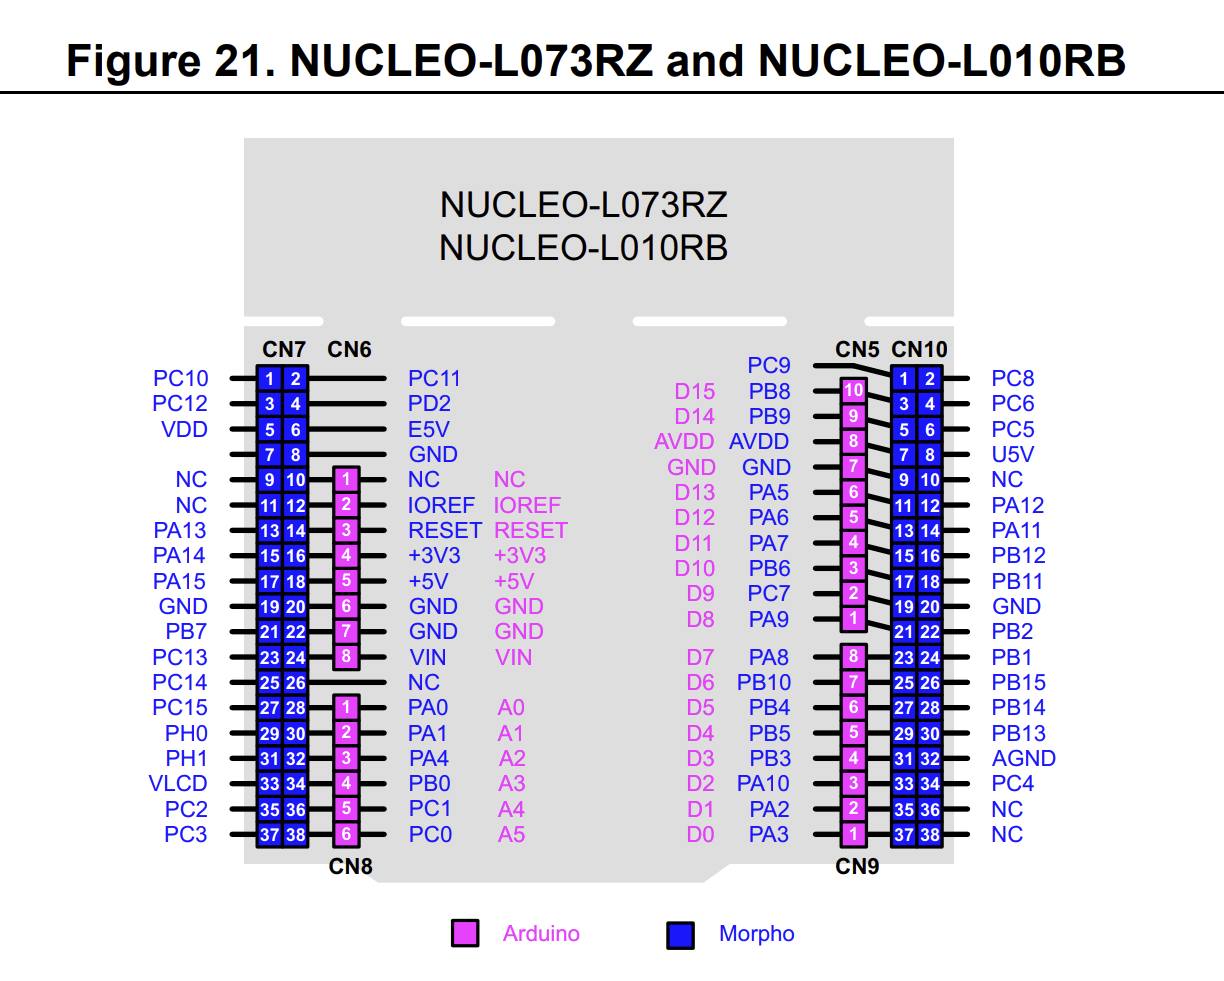 Figure 21. NUCLEO-L073RZ and NUCLEO-L010RB
NUCLEO-L073RZ
NUCLEO-L010RB
CN7 CN6 CN5 CN10
PC9
PC10 1 2 PC11 1 2 PC8
D15 PB8 10
PC12 3 4 PD2 3 4 PC6
D14 PB9 9
VDD 5 6 E5V 5 6 PC5
AVDD AVDD 8
7 8 GND 7 8 U5V
GND GND 7
NC 9 10 1 NC NC 9 10 NC
D13 PA5 6
NC 11 12 2 IOREF IOREF 11 12 PA12
D12 PA6 5
PA13 13 14 3 RESET RESET 13 14 PA11
D11 PA7 4
PA14 15 16 4 +3V3 +3V3 15 16 PB12
D10 PB6 3
PA15 17 18 5 +5V +5V 17 18 PB11
D9 PC7 2
GND 19 20 6 GND GND 19 20 GND
D8 PA9 1
PB7 21 22 7 GND GND 21 22 PB2
PC13 23 24 8 VIN VIN D7 PA8 8 23 24 PB1
PC14 25 26 NC D6 PB10 7 25 26 PB15
PC15 27 28 1 PA0 A0 D5 PB4 6 27 28 PB14
PH0 29 30 2 PA1 A1 D4 PB5 5 29 30 PB13
PH1 31 32 3 PA4 A2 D3 PB3 4 31 32 AGND
VLCD 33 34 4 PB0 A3 D2 PA10 3 33 34 PC4
PC2 35 36 5 PC1 A4 D1 PA2 2 35 36 NC
PC3 37 38 6 PC0 A5 D0 PA3 1 37 38 NC
CN8 CN9
Arduino Morpho